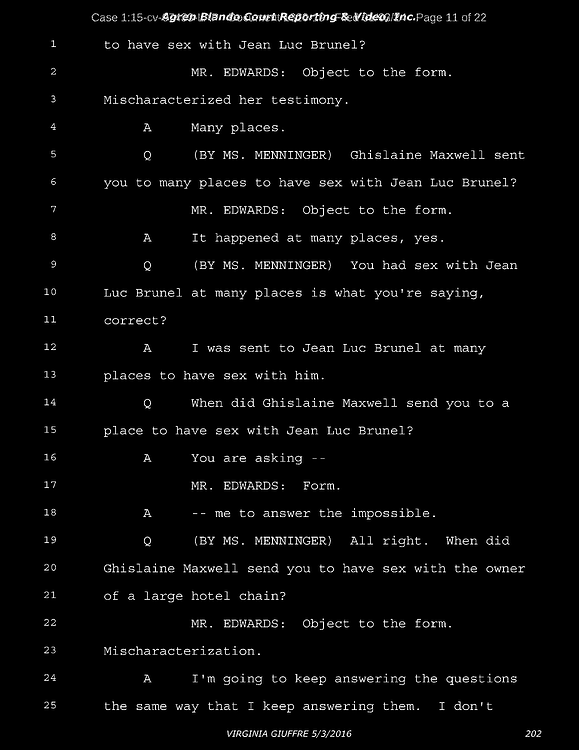 Case 1:15-cv- Agren Blando Court Reporting & Video, Inc. Page 11 of 22
1 to have sex with Jean Luc Brunel?
2 MR. EDWARDS: Object to the form.
3 Mischaracterized her testimony.
4 A Many places.
5 Q (BY MS. MENNINGER) Ghislaine Maxwell sent
6 you to many places to have sex with Jean Luc Brunel?
7 MR. EDWARDS: Object to the form.
8 A It happened at many places, yes.
9 Q (BY MS. MENNINGER) You had sex with Jean
10 Luc Brunel at many places is what you're saying,
11 correct?
12 A I was sent to Jean Luc Brunel at many
13 places to have sex with him.
14 Q When did Ghislaine Maxwell send you to a
15 place to have sex with Jean Luc Brunel?
16 A You are asking --
17 MR. EDWARDS: Form.
18 A -- me to answer the impossible.
19 Q (BY MS. MENNINGER) All right. When did
20 Ghislaine Maxwell send you to have sex with the owner
21 of a large hotel chain?
22 MR. EDWARDS: Object to the form.
23 Mischaracterization.
24 A I'm going to keep answering the questions
25 the same way that I keep answering them. I don't
VIRGINIA GIUFFRE 5/3/2016 202